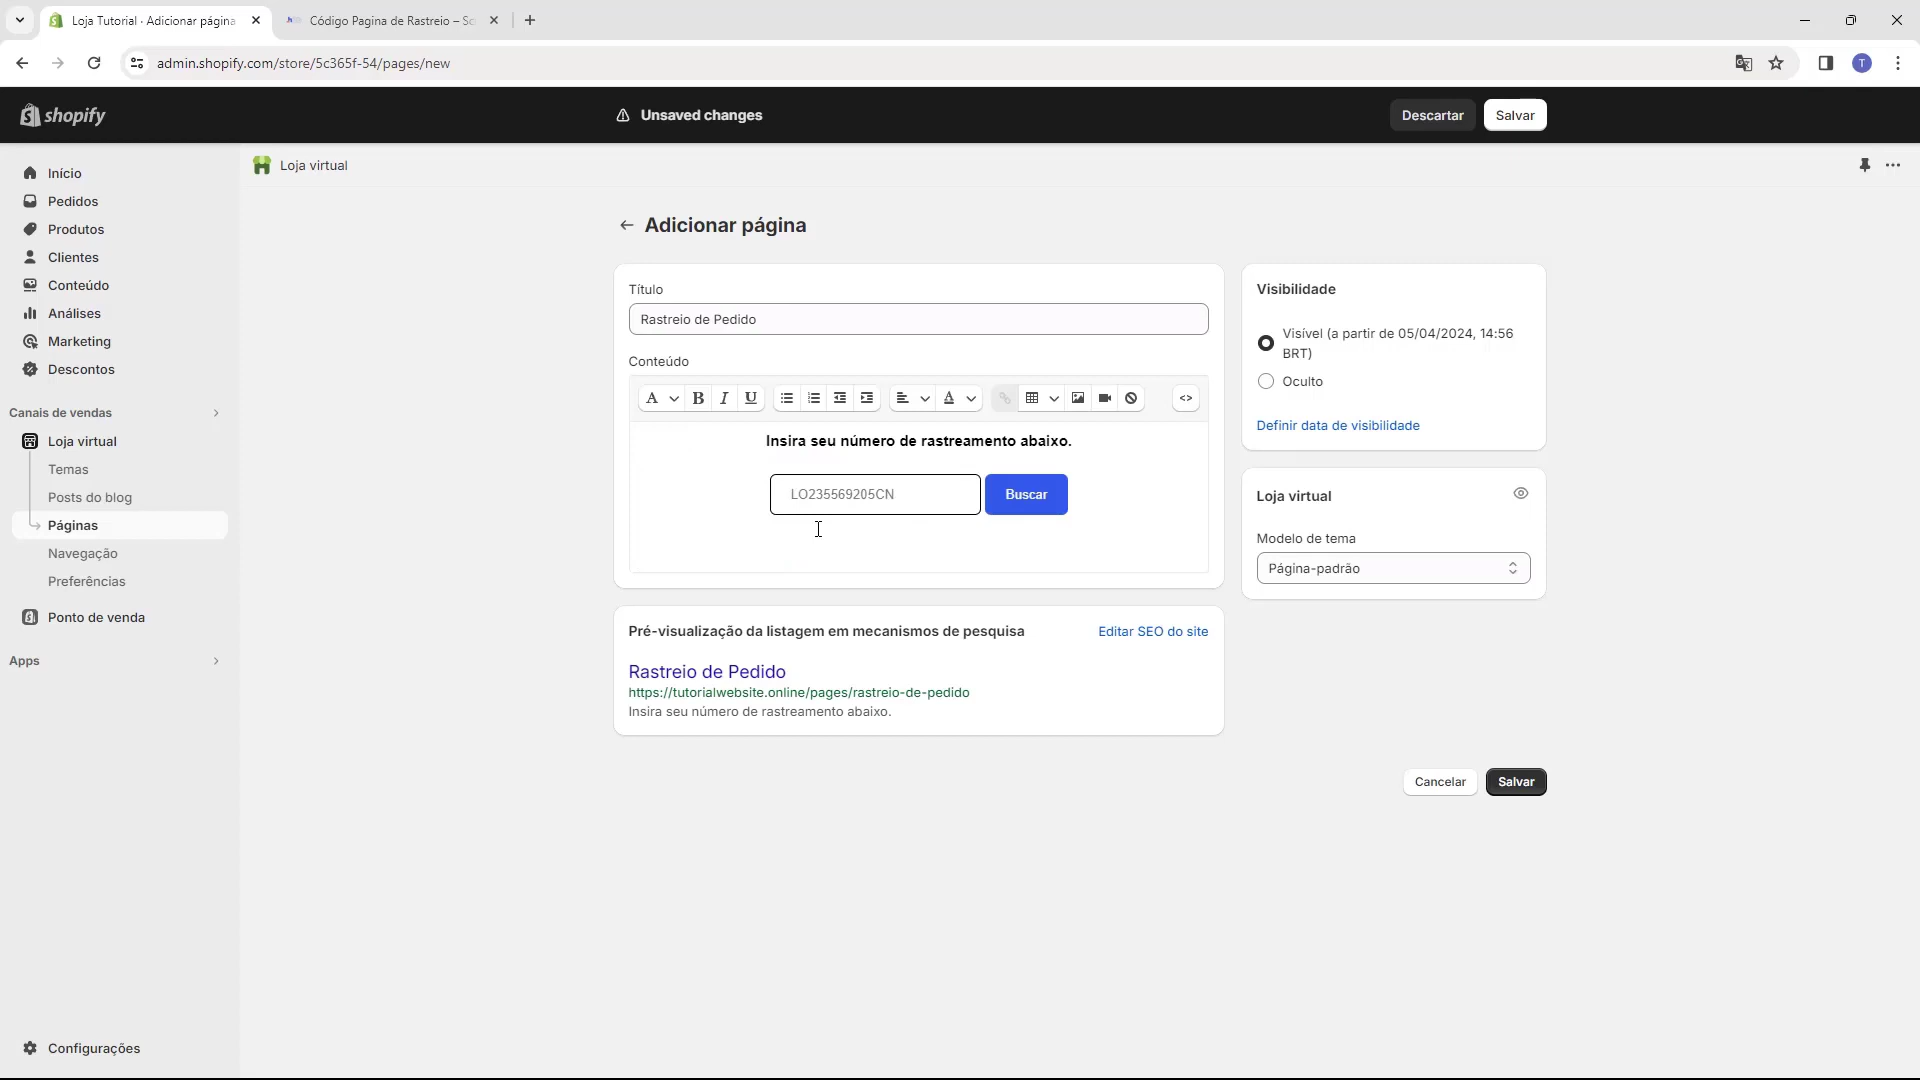 Loja Tutorial · Adicionar página
Código Pagina de Rastreio – Sc
admin.shopify.com/store/5c365f-54/pages/new
T
shopify
Unsaved changes
Descartar
Salvar
Início
Pedidos
Produtos
Clientes
Conteúdo
Análises
Marketing
Descontos
Canais de vendas
Loja virtual
Temas
Posts do blog
Páginas
Navegação
Preferências
Ponto de venda
Apps
Configurações
Loja virtual
Adicionar página
Título
Rastreio de Pedido
Conteúdo
A B I U A <>
Insira seu número de rastreamento abaixo.
LO235569205CN
Buscar
Pré-visualização da listagem em mecanismos de pesquisa
Editar SEO do site
Rastreio de Pedido
https://tutorialwebsite.online/pages/rastreio-de-pedido
Insira seu número de rastreamento abaixo.
Visibilidade
Visível (a partir de 05/04/2024, 14:56
BRT)
Oculto
Definir data de visibilidade
Loja virtual
Modelo de tema
Página-padrão
Cancelar
Salvar